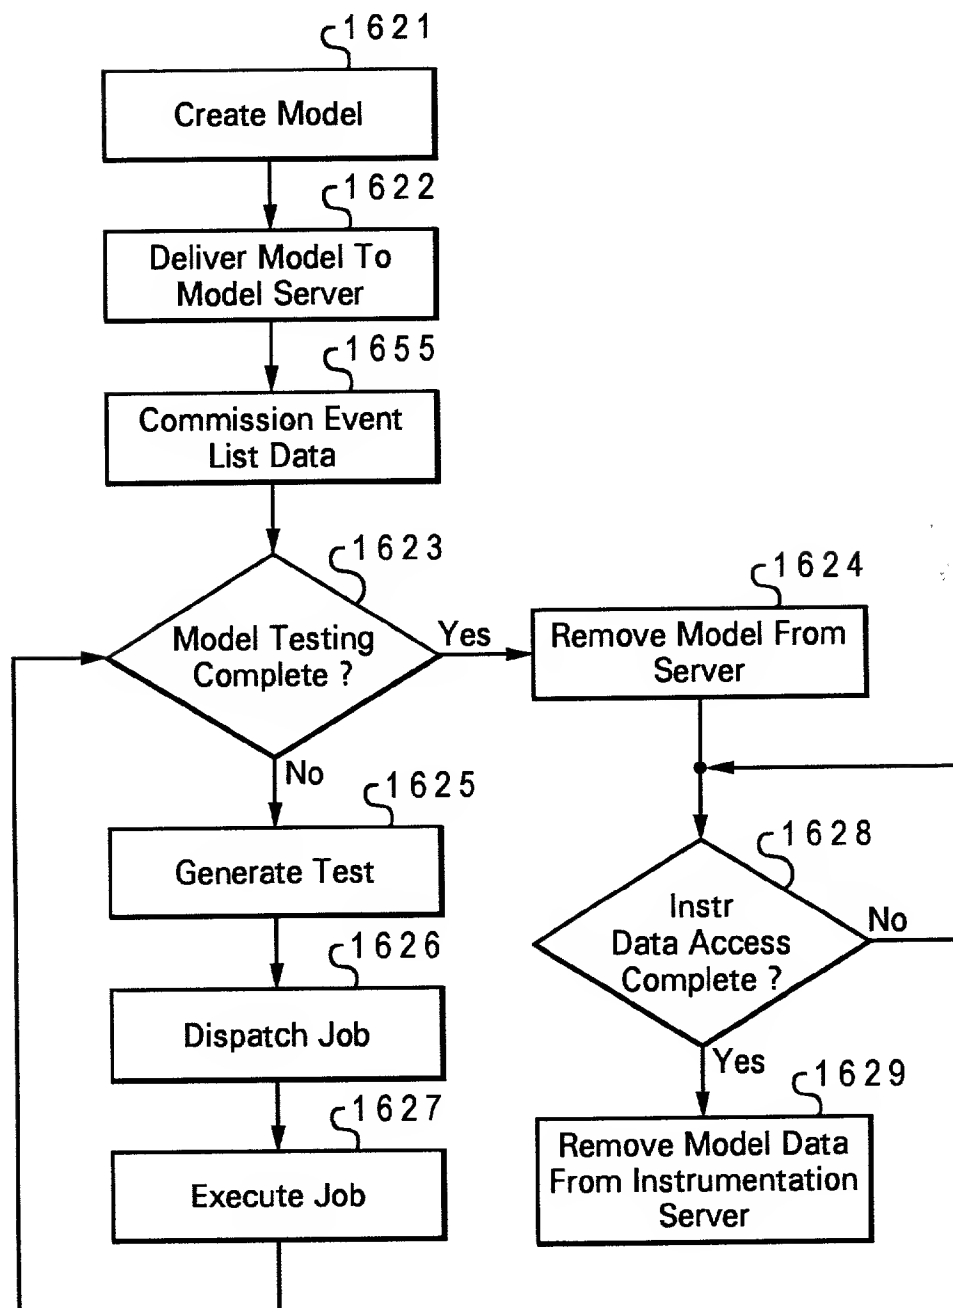 1621
Create Model
1622
Deliver Model To
Model Server
1655
Commission Event
List Data
1623
Model Testing
Complete ?
Yes
No
1624
Remove Model From
Server
1625
Generate Test
1626
Dispatch Job
1627
Execute Job
1628
Instr
Data Access
Complete ?
No
Yes
1629
Remove Model Data
From Instrumentation
Server